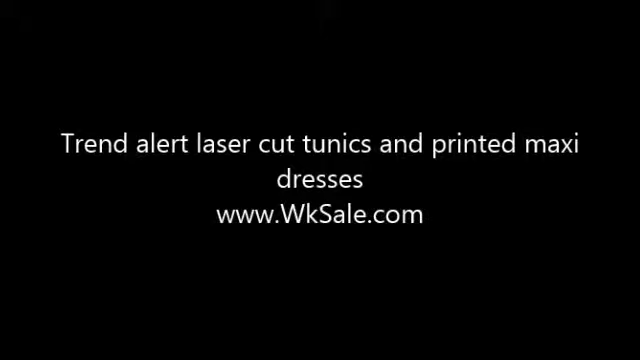 Trend alert laser cut tunics and printed maxi
dresses
www.WkSale.com